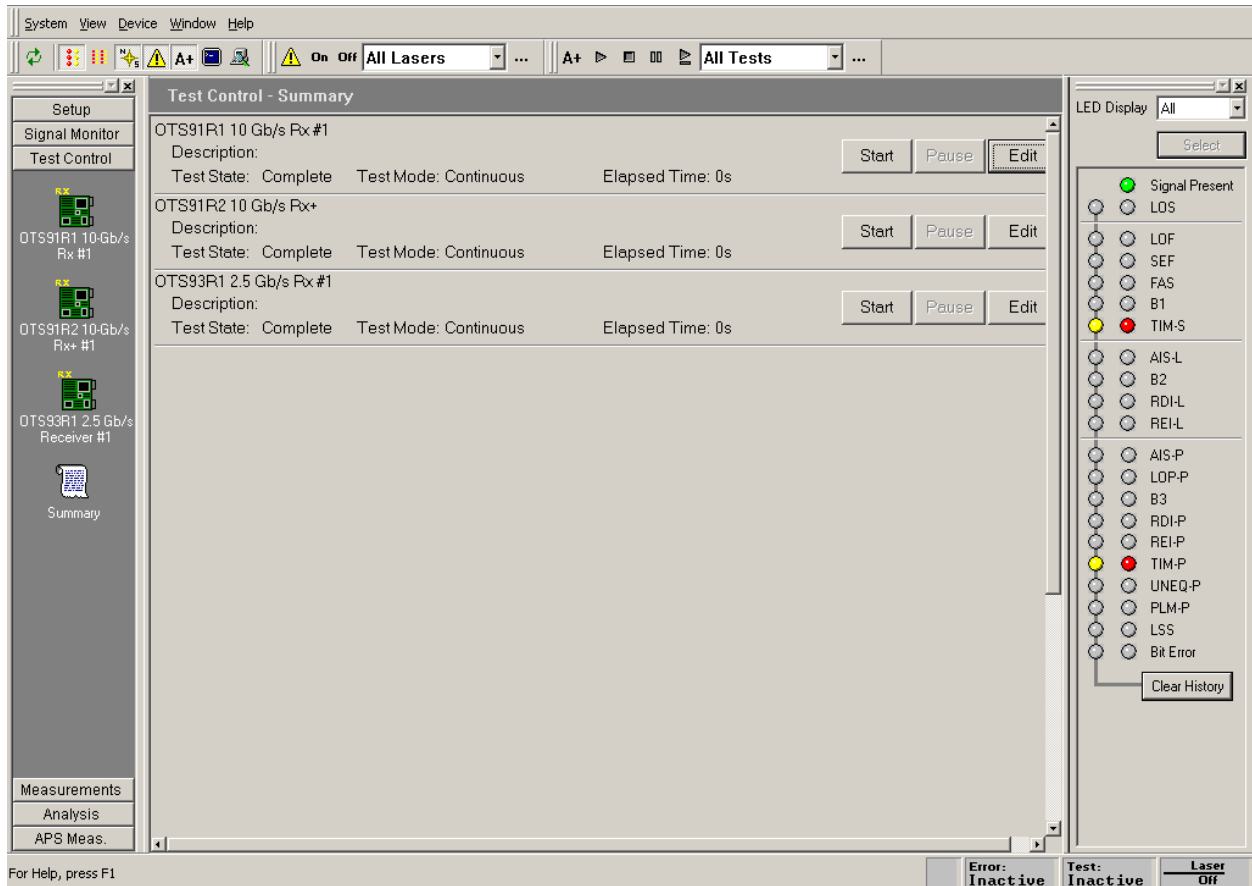 System View Device Window Help
A+ On Off All Lasers ... A+ All Tests ...
Setup
Signal Monitor
Test Control
RX
OTS91R1 10-Gb/s
Rx #1
RX
OTS91R2 10-Gb/s
Rx+ #1
RX
OTS93R1 2.5 Gb/s
Receiver #1
Summary
Measurements
Analysis
APS Meas.
Test Control - Summary
OTS91R1 10 Gb/s Rx #1
Description:
Test State: Complete Test Mode: Continuous Elapsed Time: 0s
Start Pause Edit
OTS91R2 10 Gb/s Rx+
Description:
Test State: Complete Test Mode: Continuous Elapsed Time: 0s
Start Pause Edit
OTS93R1 2.5 Gb/s Rx #1
Description:
Test State: Complete Test Mode: Continuous Elapsed Time: 0s
Start Pause Edit
LED Display All
Select
Signal Present
LOS
LOF
SEF
FAS
B1
TIM-S
AIS-L
B2
RDI-L
REI-L
AIS-P
LOP-P
B3
RDI-P
REI-P
TIM-P
UNEQ-P
PLM-P
LSS
Bit Error
Clear History
For Help, press F1
Error: Test: Laser
Inactive Inactive Off